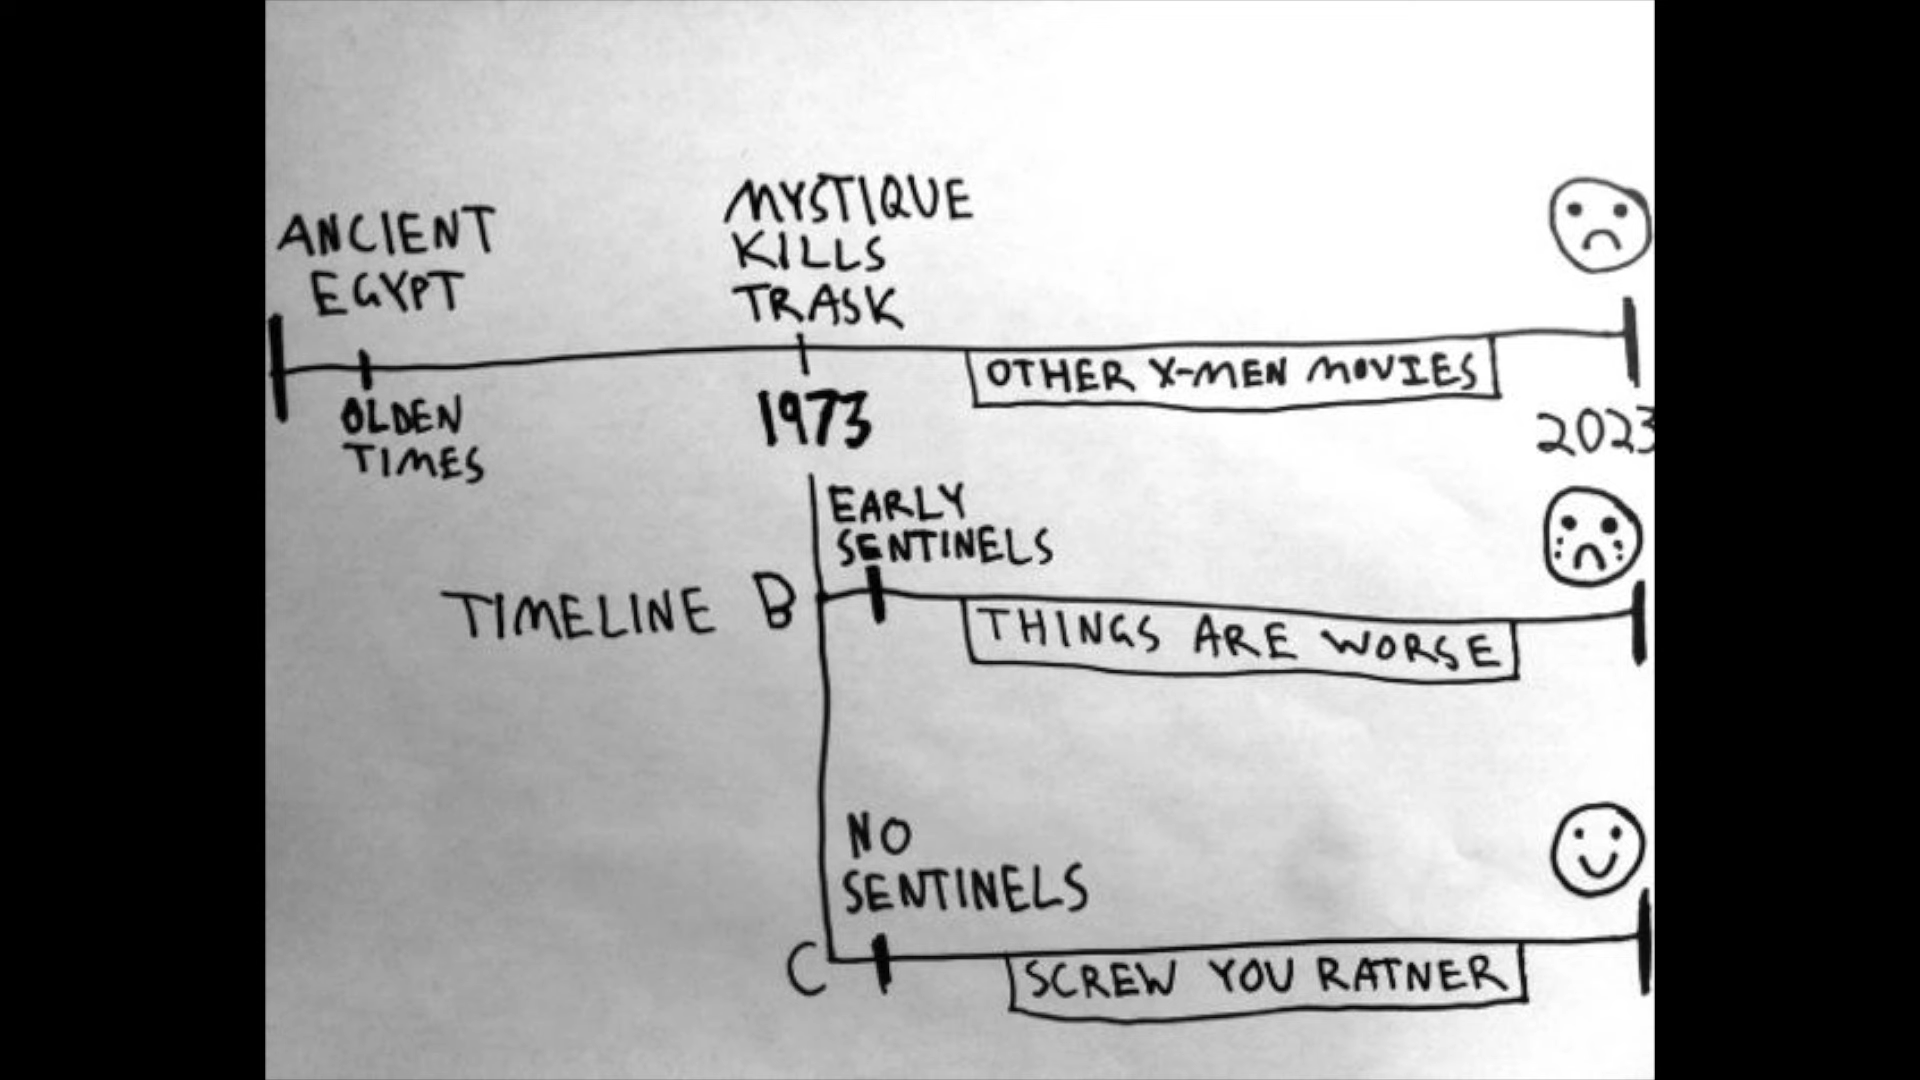 ANCIENT
EGYPT
MYSTIQUE
KILLS
TRASK
OLDEN
TIMES
1973
OTHER X-MEN MOVIES
2023
EARLY
SENTINELS
TIMELINE B
THINGS ARE WORSE
NO
SENTINELS
C
SCREW YOU RATNER